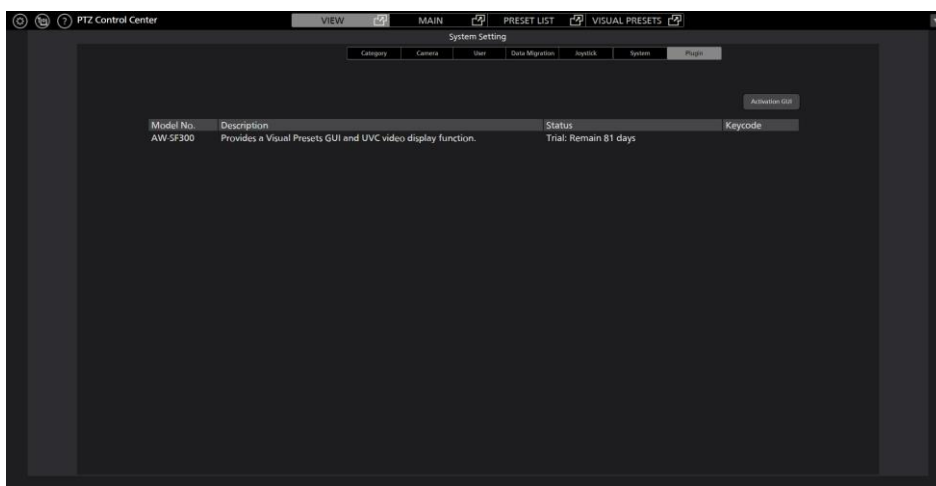 PTZ Control Center VIEW MAIN PRESET LIST VISUAL PRESETS
System Setting
Category Camera User Data Migration Joystick System Plugin
Activation GUI
Model No. Description Status Keycode
AW-SF300 Provides a Visual Presets GUI and UVC video display function. Trial: Remain 81 days